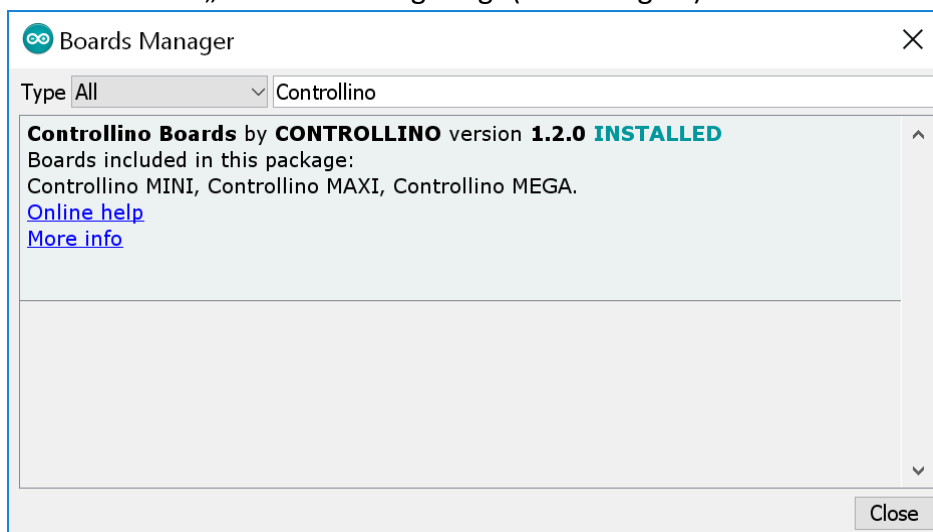 Boards Manager
Type All Controllino
Controllino Boards by CONTROLLINO version 1.2.0 INSTALLED
Boards included in this package:
Controllino MINI, Controllino MAXI, Controllino MEGA.
Online help
More info
Close